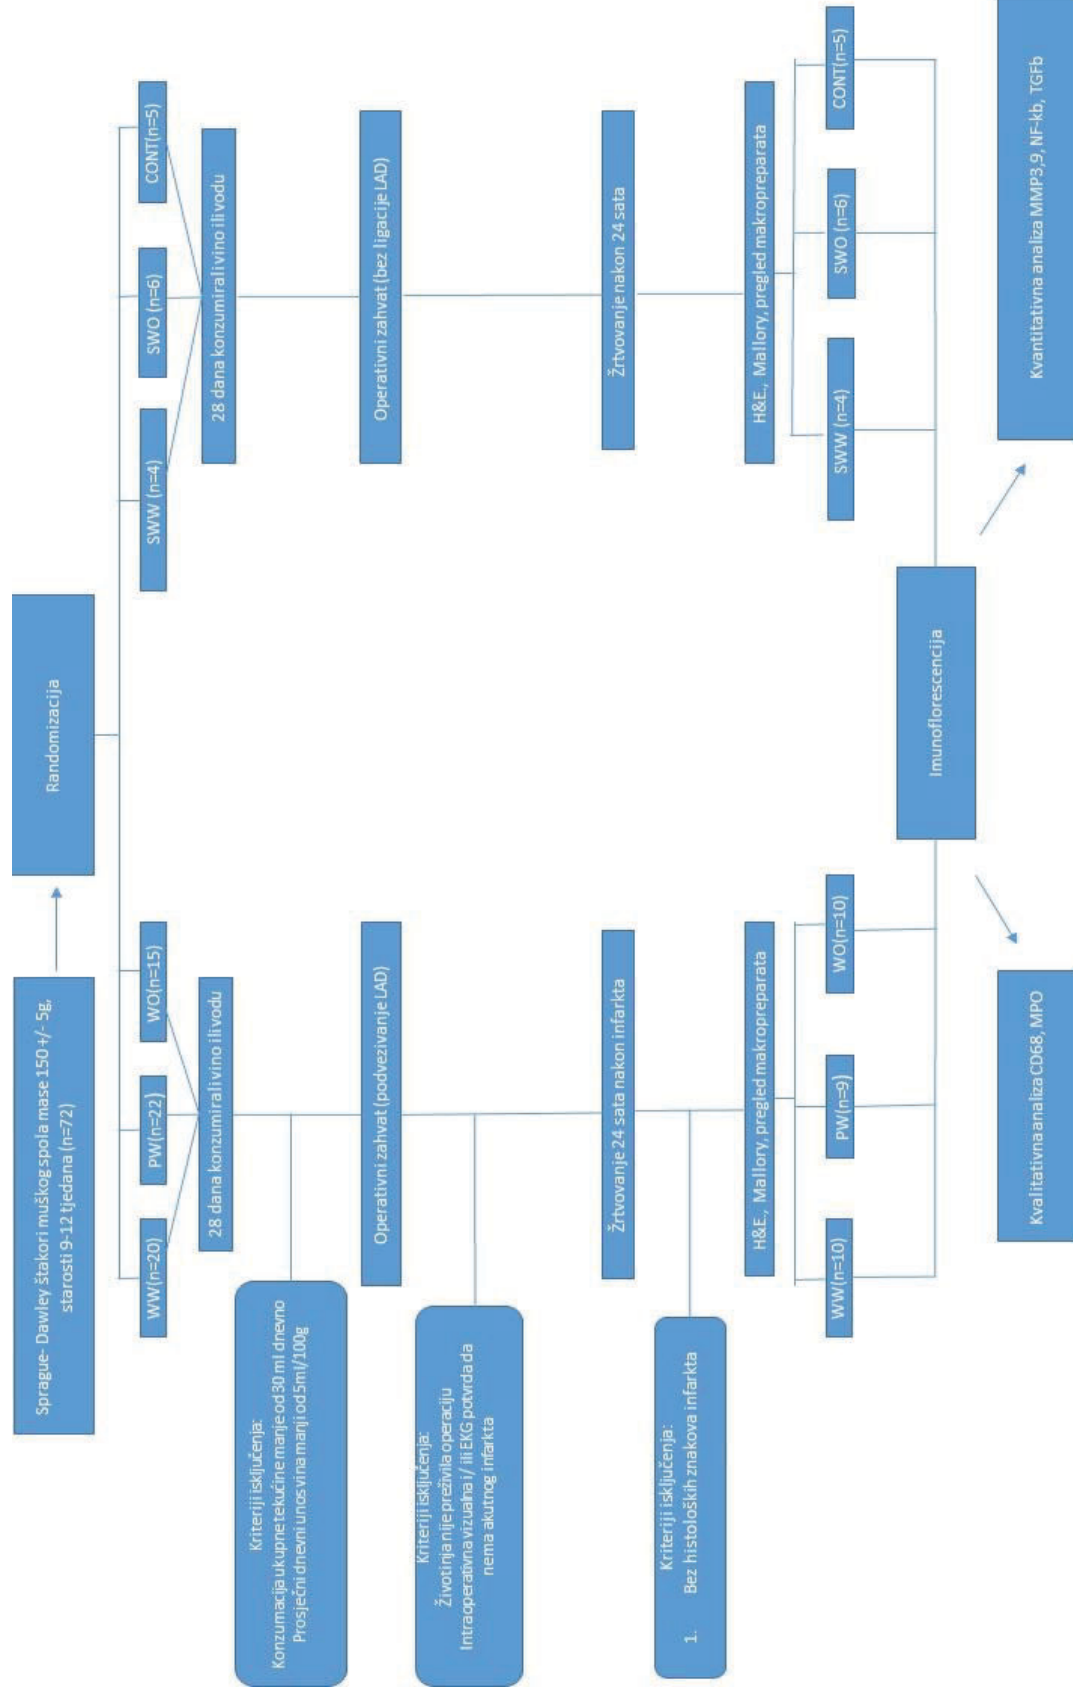 Sprague- Dawley štakori muškog spola mase 150 +/- 5g,
starosti 9-12 tjedana (n=72)
Randomizacija
WW(n=20)
PW(n=22)
WO(n=15)
SWW (n=4)
SWO (n=6)
CONT(n=5)
28 dana konzumirali vino ili vodu
28 dana konzumirali vino ili vodu
Kriteriji isključenja:
Konzumacija ukupne tekućine manje od 30 ml dnevno
Prosječni dnevni unos vina manji od 5ml/100g
Operativni zahvat (podvezivanje LAD)
Operativni zahvat (bez ligacije LAD)
Kriteriji isključenja:
Životinja nije preživila operaciju
Intraoperativna vizualna i/ ili EKG potvrda da
nema akutnog infarkta
Žrtvovanje 24 sata nakon infarkta
Žrtvovanje nakon 24 sata
Kriteriji isključenja:
1. Bez histoloških znakova infarkta
H&E., Mallory, pregled makropreparata
H&E., Mallory, pregled makropreparata
WW(n=10)
PW(n=9)
WO(n=10)
SWW (n=4)
SWO (n=6)
CONT(n=5)
Imunoflorescencija
Kvalitativna analiza CD68, MPO
Kvantitativna analiza MMP3,9, NF-kb, TGFb